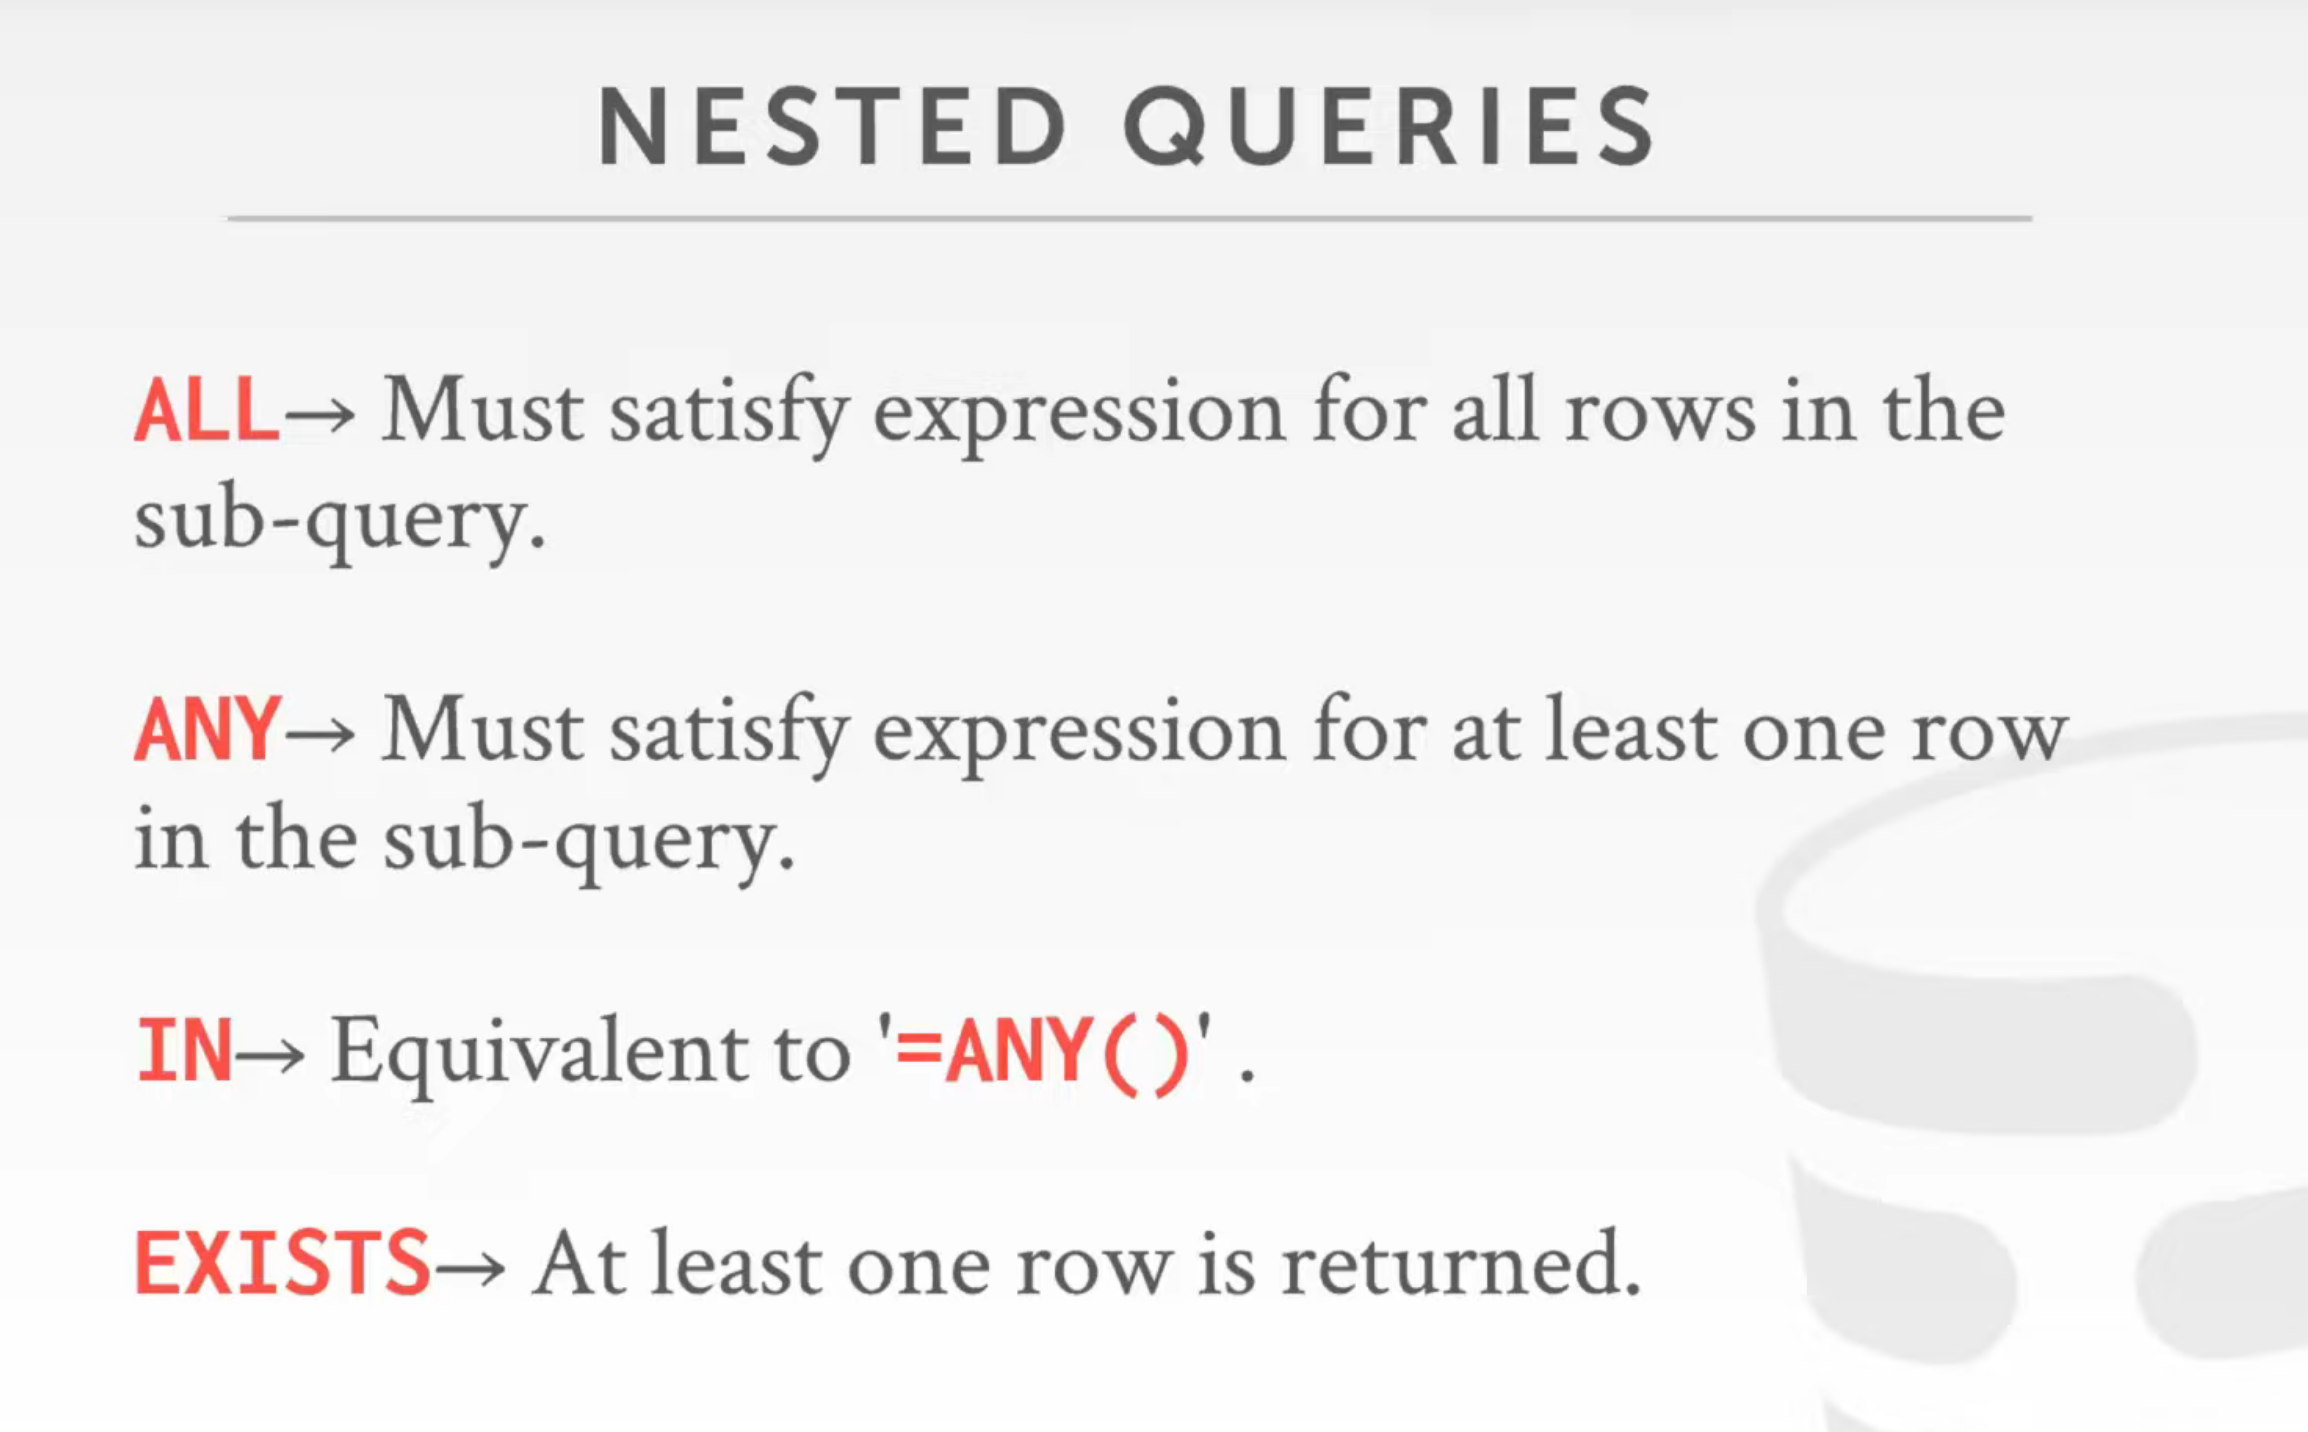 NESTED QUERIES
ALL→ Must satisfy expression for all rows in the
sub-query.
ANY→ Must satisfy expression for at least one row
in the sub-query.
IN→ Equivalent to '=ANY()' .
EXISTS→ At least one row is returned.